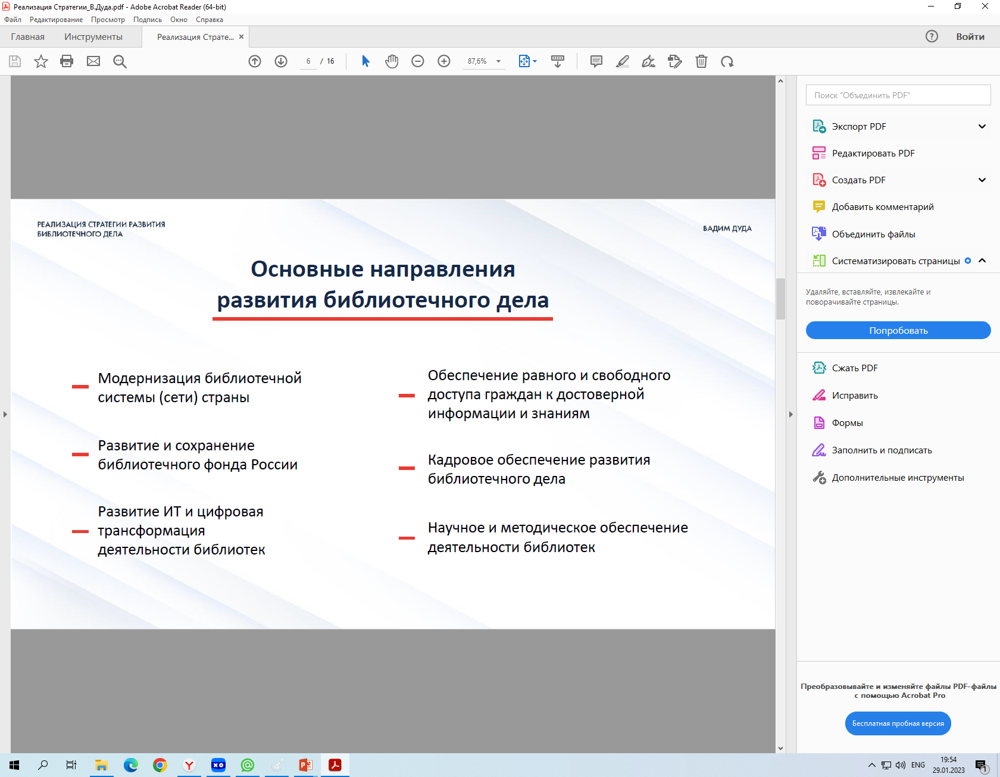 Реализация Стратегии_В.Дуда.pdf - Adobe Acrobat Reader (64-bit)
Файл Редактирование Просмотр Подпись Окно Справка
Главная Инструменты Реализация Страте... ×
? Войти
6 / 16 87,6%
Поиск "Объединить PDF"
Экспорт PDF
Редактировать PDF
Создать PDF
Добавить комментарий
Объединить файлы
Систематизировать страницы
Удаляйте, вставляйте, извлекайте и
поворачивайте страницы.
Попробовать
Сжать PDF
Исправить
Формы
Заполнить и подписать
Дополнительные инструменты
Преобразовывайте и изменяйте файлы PDF-файлы
с помощью Acrobat Pro
Бесплатная пробная версия
РЕАЛИЗАЦИЯ СТРАТЕГИИ РАЗВИТИЯ
БИБЛИОТЕЧНОГО ДЕЛА
ВАДИМ ДУДА
Основные направления
развития библиотечного дела
Модернизация библиотечной
системы (сети) страны
Развитие и сохранение
библиотечного фонда России
Развитие ИТ и цифровая
трансформация
деятельности библиотек
Обеспечение равного и свободного
доступа граждан к достоверной
информации и знаниям
Кадровое обеспечение развития
библиотечного дела
Научное и методическое обеспечение
деятельности библиотек
ENG
19:54
29.01.2023
1